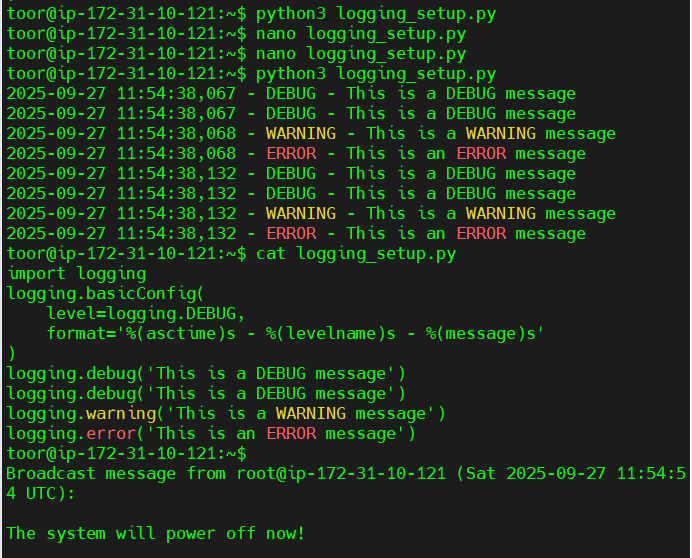 toor@ip-172-31-10-121:~$ python3 logging_setup.py
toor@ip-172-31-10-121:~$ nano logging_setup.py
toor@ip-172-31-10-121:~$ nano logging_setup.py
toor@ip-172-31-10-121:~$ python3 logging_setup.py
2025-09-27 11:54:38,067 - DEBUG - This is a DEBUG message
2025-09-27 11:54:38,067 - DEBUG - This is a DEBUG message
2025-09-27 11:54:38,068 - WARNING - This is a WARNING message
2025-09-27 11:54:38,068 - ERROR - This is an ERROR message
2025-09-27 11:54:38,132 - DEBUG - This is a DEBUG message
2025-09-27 11:54:38,132 - DEBUG - This is a DEBUG message
2025-09-27 11:54:38,132 - WARNING - This is a WARNING message
2025-09-27 11:54:38,132 - ERROR - This is an ERROR message
toor@ip-172-31-10-121:~$ cat logging_setup.py
import logging
logging.basicConfig(
    level=logging.DEBUG,
    format='%(asctime)s - %(levelname)s - %(message)s'
)
logging.debug('This is a DEBUG message')
logging.debug('This is a DEBUG message')
logging.warning('This is a WARNING message')
logging.error('This is an ERROR message')
toor@ip-172-31-10-121:~$
Broadcast message from root@ip-172-31-10-121 (Sat 2025-09-27 11:54:5
4 UTC):

The system will power off now!